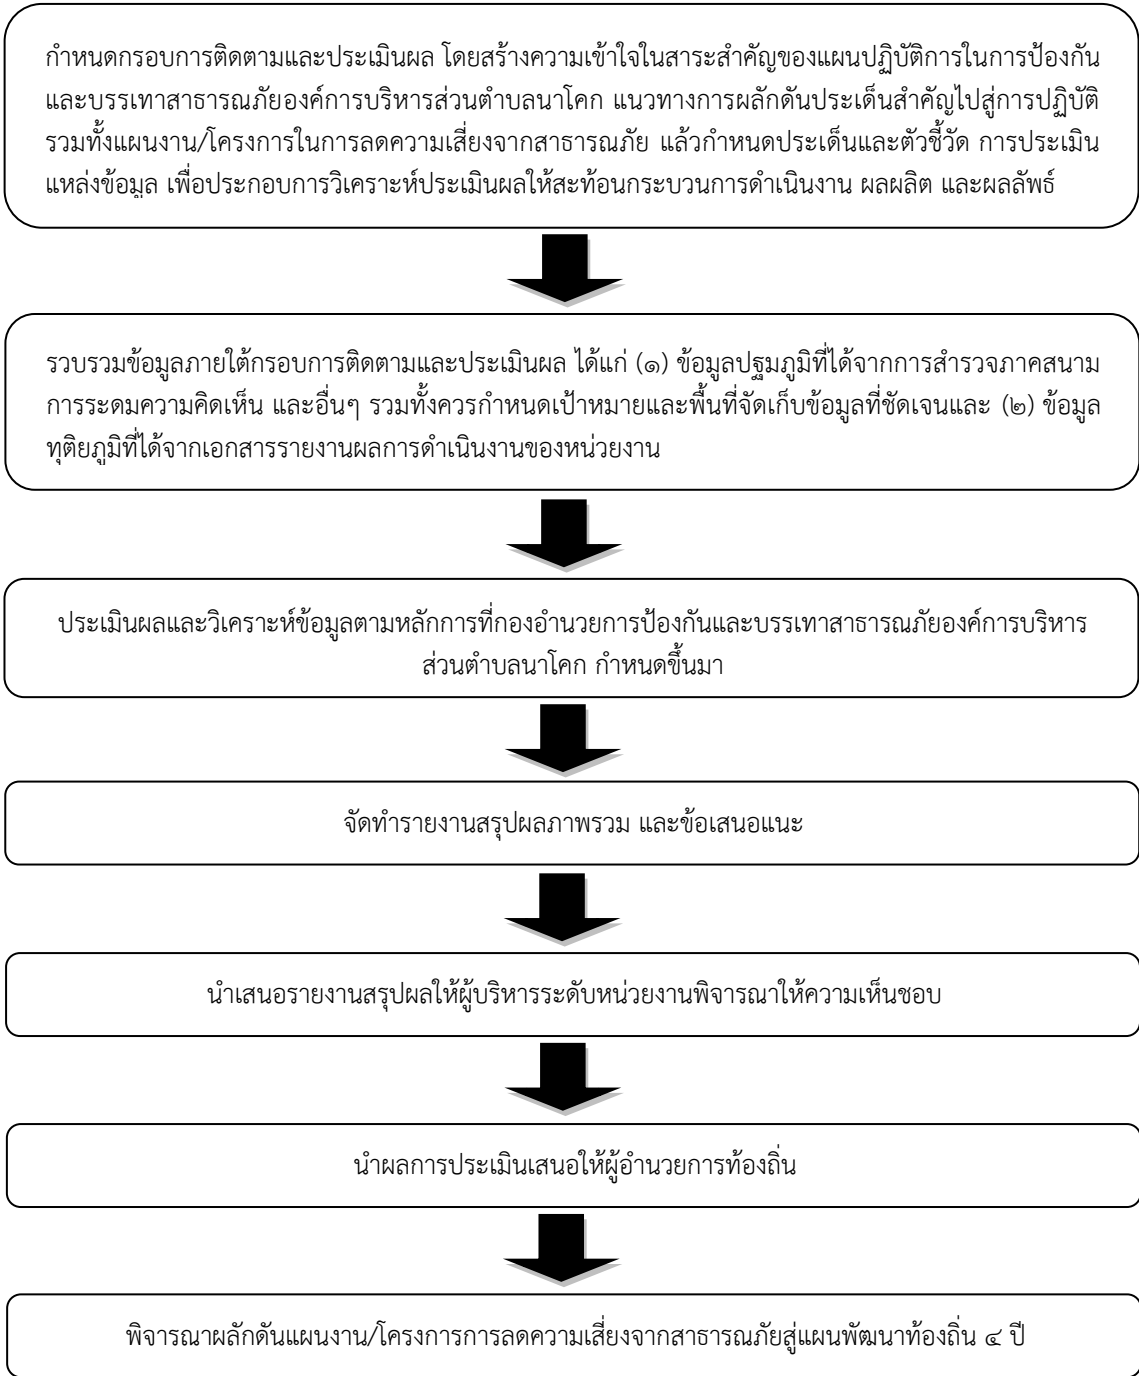 กำหนดกรอบการติดตามและประเมินผล โดยสร้างความเข้าใจในสาระสำคัญของแผนปฏิบัติการในการป้องกัน
และบรรเทาสาธารณภัยองค์การบริหารส่วนตำบลนาโคก แนวทางการผลักดันประเด็นสำคัญไปสู่การปฏิบัติ
รวมทั้งแผนงาน/โครงการในการลดความเสี่ยงจากสาธารณภัย แล้วกำหนดประเด็นและตัวชี้วัด การประเมิน
แหล่งข้อมูล เพื่อประกอบการวิเคราะห์ประเมินผลให้สะท้อนกระบวนการดำเนินงาน ผลผลิต และผลลัพธ์
รวบรวมข้อมูลภายใต้กรอบการติดตามและประเมินผล ได้แก่ (๑) ข้อมูลปฐมภูมิที่ได้จากการสำรวจภาคสนาม
การระดมความคิดเห็น และอื่นๆ รวมทั้งควรกำหนดเป้าหมายและพื้นที่จัดเก็บข้อมูลที่ชัดเจนและ (๒) ข้อมูล
ทุติยภูมิที่ได้จากเอกสารรายงานผลการดำเนินงานของหน่วยงาน
ประเมินผลและวิเคราะห์ข้อมูลตามหลักการที่กองอำนวยการป้องกันและบรรเทาสาธารณภัยองค์การบริหาร
ส่วนตำบลนาโคก กำหนดขึ้นมา
จัดทำรายงานสรุปผลภาพรวม และข้อเสนอแนะ
นำเสนอรายงานสรุปผลให้ผู้บริหารระดับหน่วยงานพิจารณาให้ความเห็นชอบ
นำผลการประเมินเสนอให้ผู้อำนวยการท้องถิ่น
พิจารณาผลักดันแผนงาน/โครงการการลดความเสี่ยงจากสาธารณภัยสู่แผนพัฒนาท้องถิ่น ๔ ปี